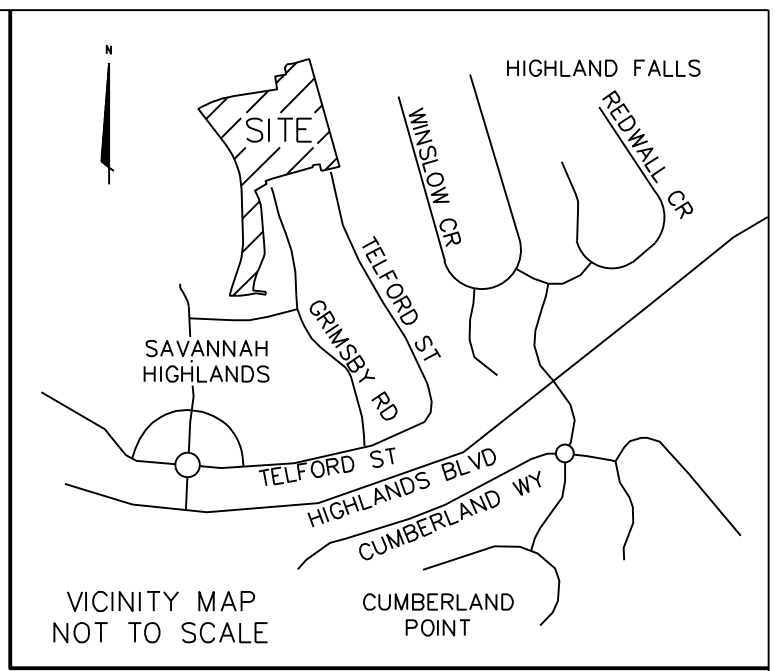 N
HIGHLAND FALLS
SITE
WINSLOW CR
REDWALL CR
TELFORD ST
GRIMSBY RD
SAVANNAH
HIGHLANDS
TELFORD ST
HIGHLANDS BLVD
CUMBERLAND WY
VICINITY MAP
NOT TO SCALE
CUMBERLAND
POINT